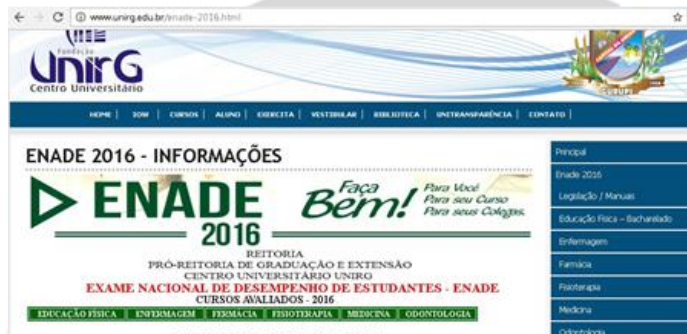 www.unirg.edu.br/enade-2016.html
Fundação
UnirG
Centro Universitário
GURUPI
HOME | IOW | CURSOS | ALUNO | EXERCITA | VESTIBULAR | BIBLIOTECA | UNITRANSPARÊNCIA | CONTATO |
ENADE 2016 - INFORMAÇÕES
ENADE
2016
Faça
Bem!
Para Você
Para seu Curso
Para seus Colegas.
REITORIA
PRÓ-REITORIA DE GRADUAÇÃO E EXTENSÃO
CENTRO UNIVERSITÁRIO UNIRG
EXAME NACIONAL DE DESEMPENHO DE ESTUDANTES - ENADE
CURSOS AVALIADOS - 2016
EDUCAÇÃO FÍSICA | ENFERMAGEM | FERMACIA | FISIOTERAPIA | MEDICINA | ODONTOLOGIA
Principal
Enade 2016
Legislação / Manuais
Educação Física - Bacharelado
Enfermagem
Farmácia
Fisioterapia
Medicina
Odontologia